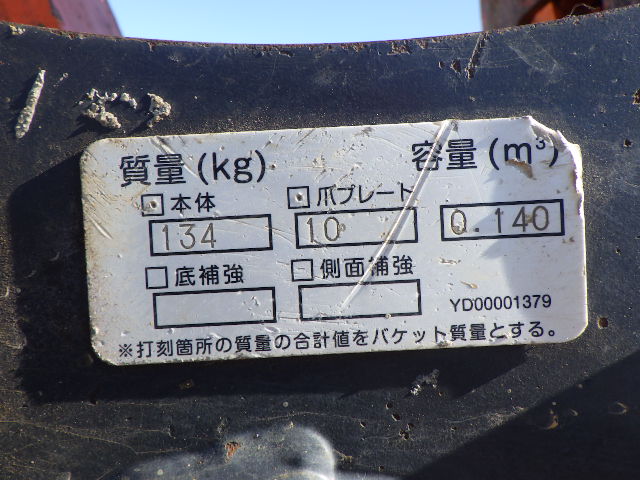 質量(kg) 容量(m³)
本体 爪プレート
134 10 0.140
底補強 側面補強
YD00001379
※打刻箇所の質量の合計値をバケット質量とする。